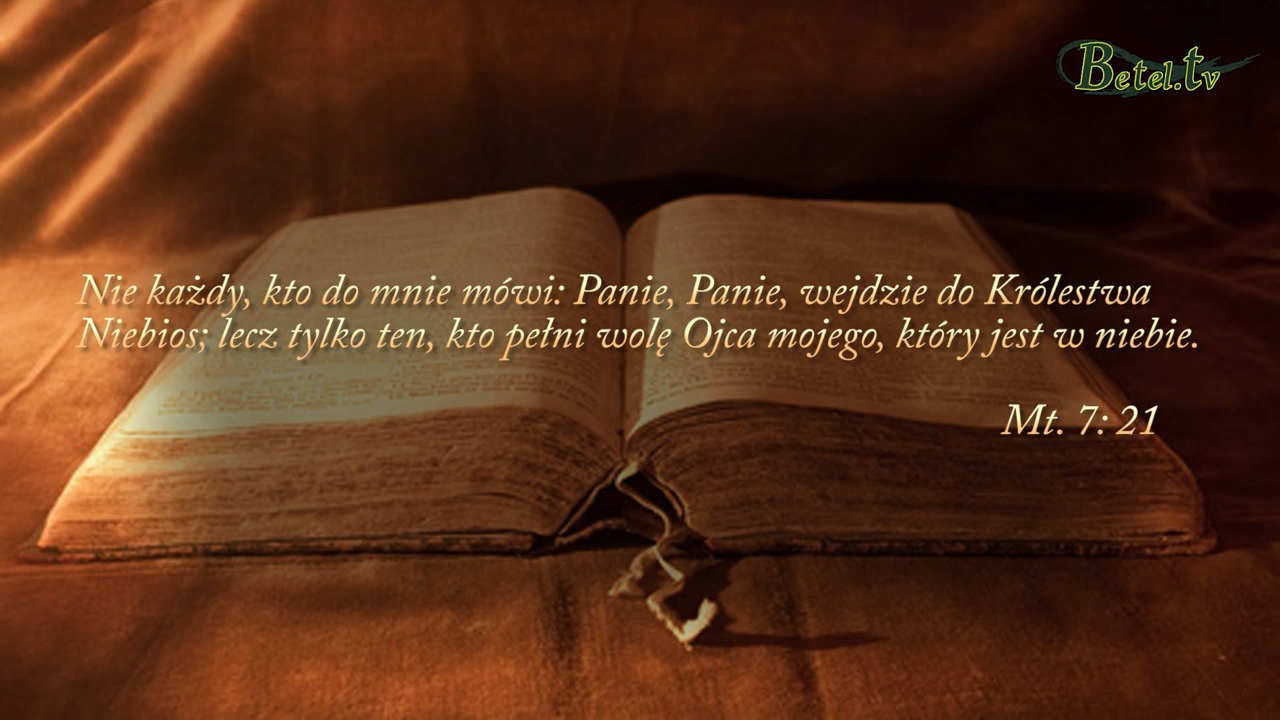 Betel.tv
Nie każdy, kto do mnie mówi: Panie, Panie, wejdzie do Królestwa
Niebios; lecz tylko ten, kto pełni wolę Ojca mojego, który jest w niebie.
Mt. 7: 21